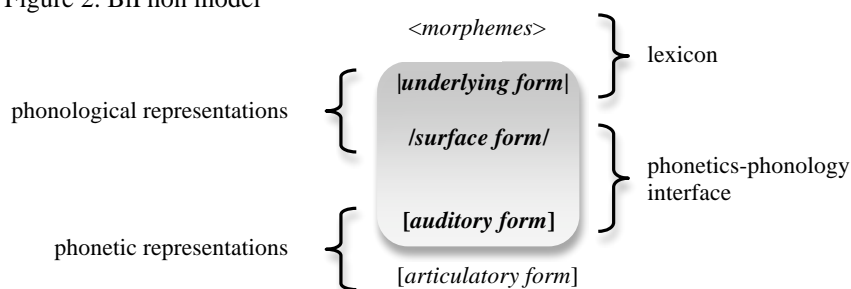 Figure 2. BiPhon model
<morphemes>
lexicon
|underlying form|
phonological representations
/surface form/
phonetics-phonology
interface
[auditory form]
phonetic representations
[articulatory form]